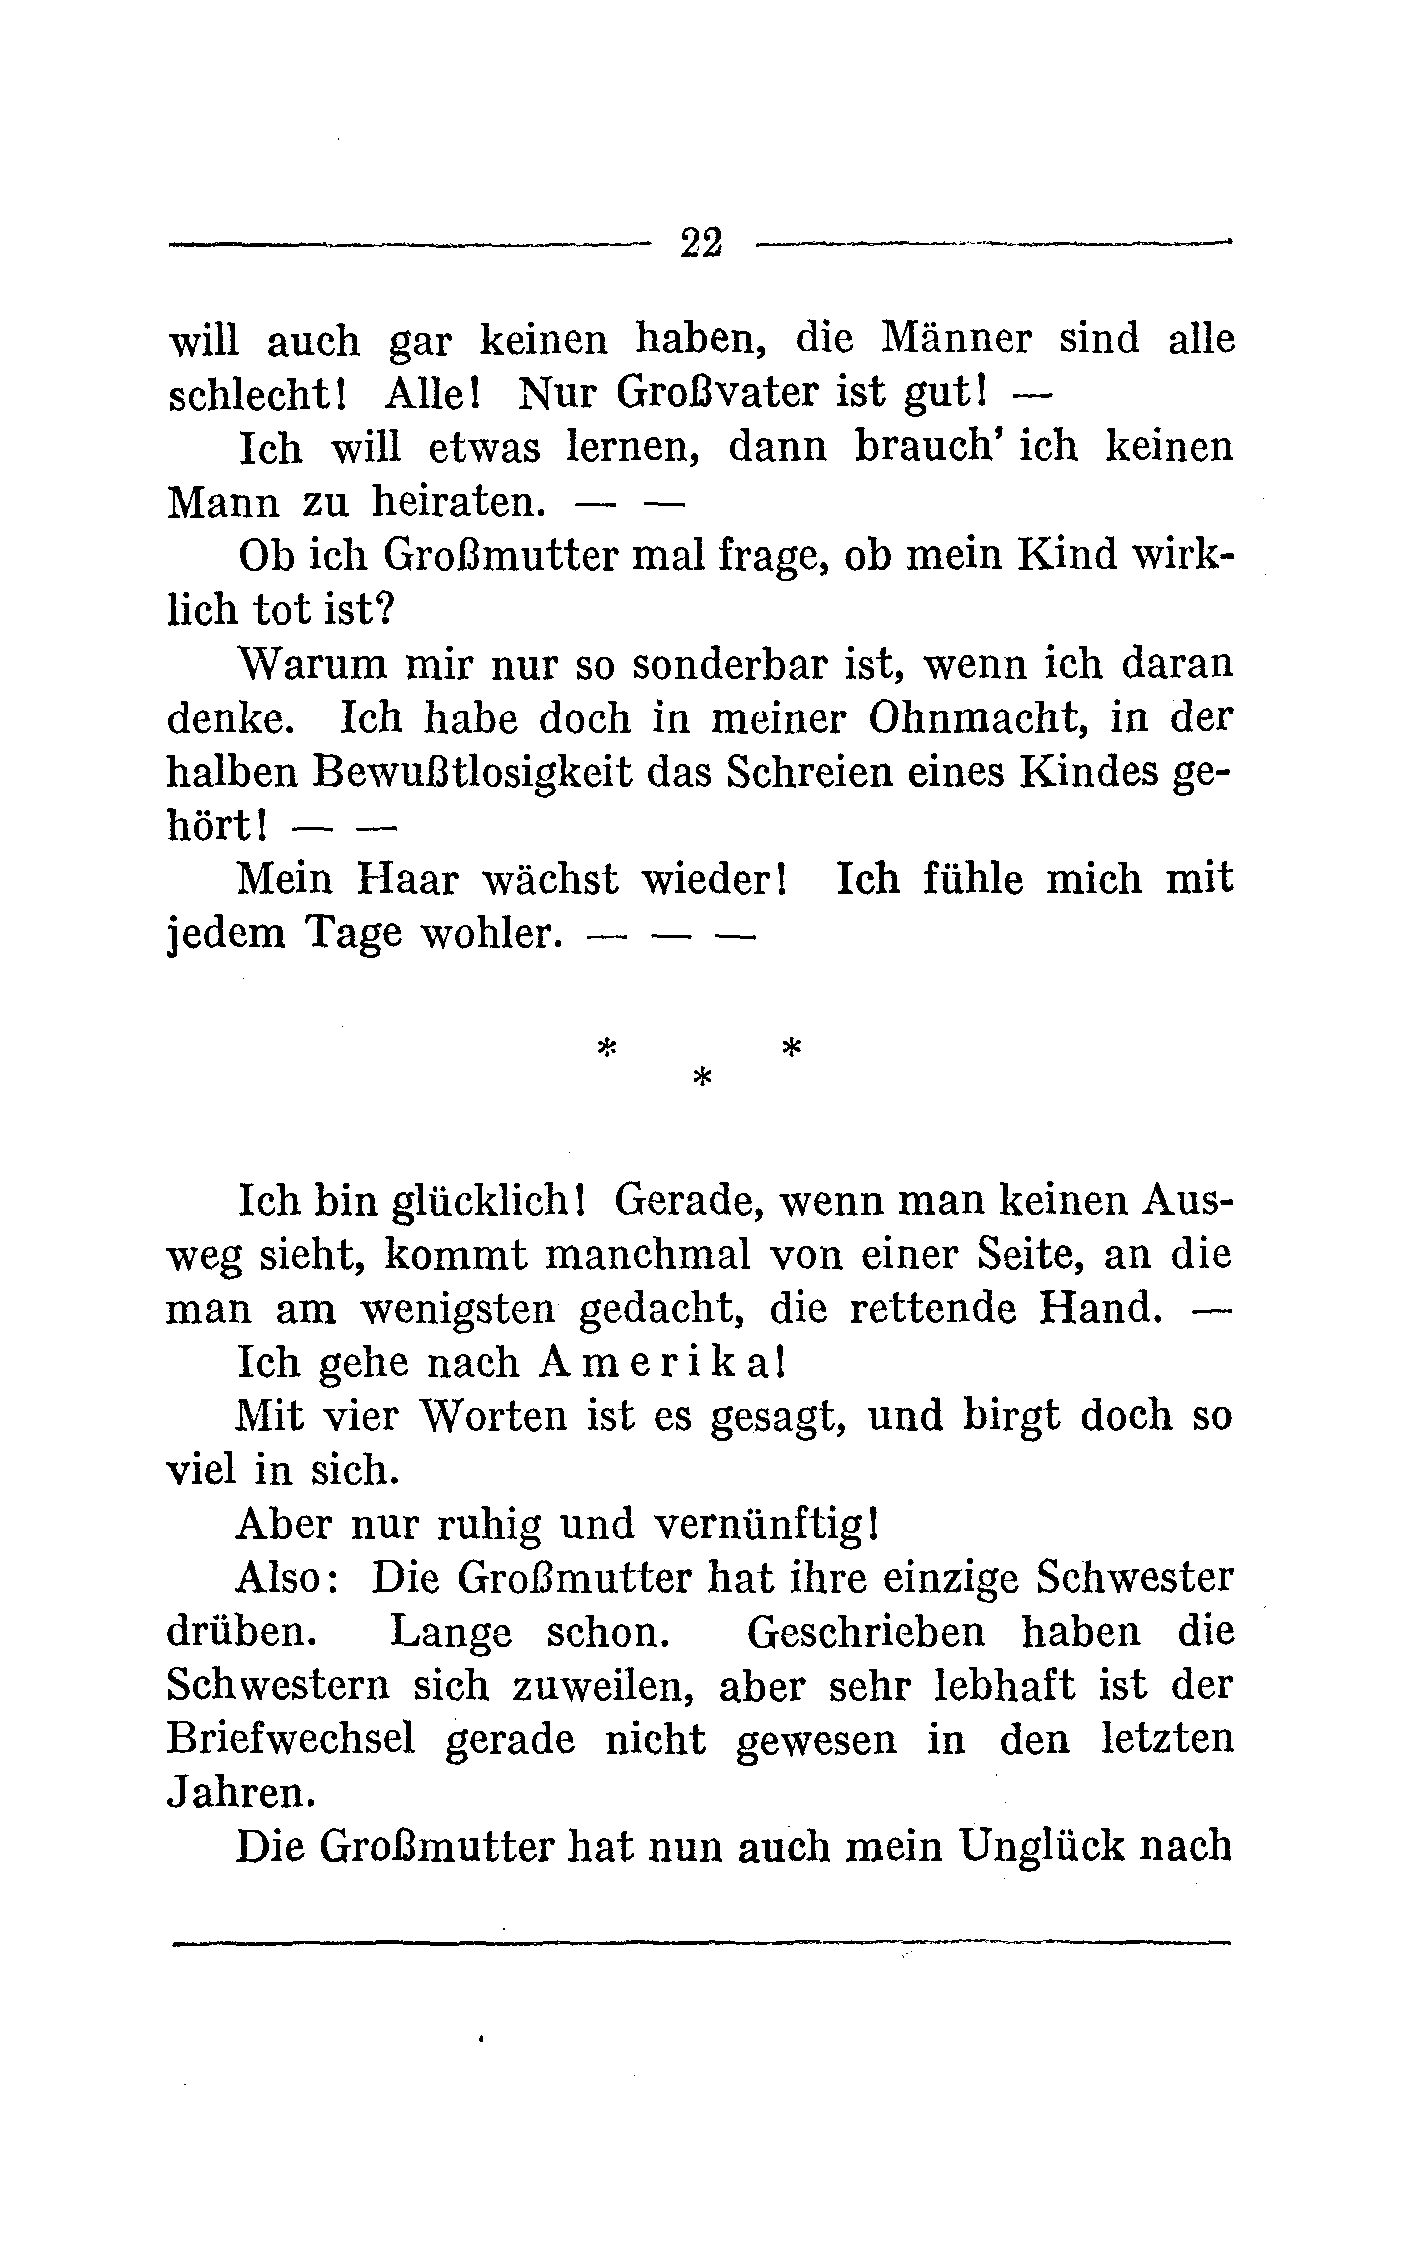 22
will auch gar keinen haben, die Männer sind alle
schlecht! Alle! Nur Großvater ist gut! —
Ich will etwas lernen, dann brauch' ich keinen
Mann zu heiraten. — —
Ob ich Großmutter mal frage, ob mein Kind wirk-
lich tot ist?
Warum mir nur so sonderbar ist, wenn ich daran
denke. Ich habe doch in meiner Ohnmacht, in der
halben Bewußtlosigkeit das Schreien eines Kindes ge-
hört! — —
Mein Haar wächst wieder! Ich fühle mich mit
jedem Tage wohler. — — —
* *
*
Ich bin glücklich! Gerade, wenn man keinen Aus-
weg sieht, kommt manchmal von einer Seite, an die
man am wenigsten gedacht, die rettende Hand. —
Ich gehe nach A m e r i k a!
Mit vier Worten ist es gesagt, und birgt doch so
viel in sich.
Aber nur ruhig und vernünftig!
Also: Die Großmutter hat ihre einzige Schwester
drüben. Lange schon. Geschrieben haben die
Schwestern sich zuweilen, aber sehr lebhaft ist der
Briefwechsel gerade nicht gewesen in den letzten
Jahren.
Die Großmutter hat nun auch mein Unglück nach